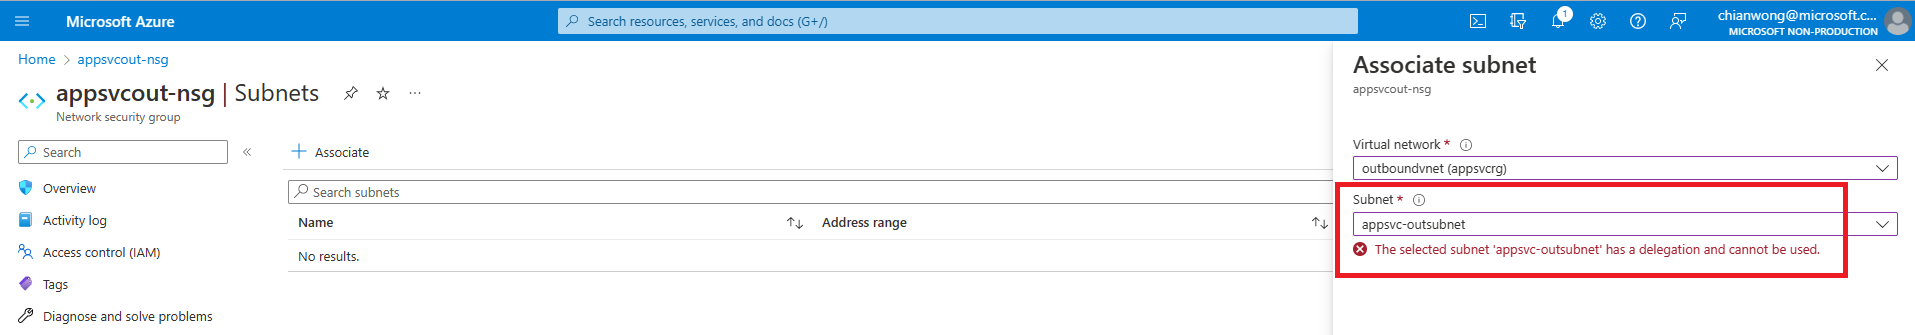 Microsoft Azure
Search resources, services, and docs (G+/)
1
chianwong@microsoft.c...
MICROSOFT NON-PRODUCTION
Home > appsvcout-nsg
appsvcout-nsg | Subnets
...
Network security group
Search
«
Overview
Activity log
Access control (IAM)
Tags
Diagnose and solve problems
+ Associate
Search subnets
Name ↑↓ Address range ↑↓
No results.
Associate subnet
appsvcout-nsg
Virtual network *
outboundvnet (appsvcrg)
Subnet *
appsvc-outsubnet
The selected subnet 'appsvc-outsubnet' has a delegation and cannot be used.